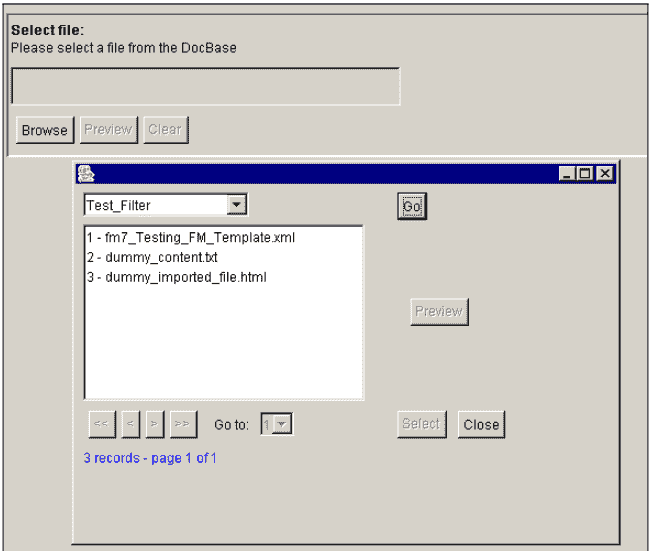 Select file:
Please select a file from the DocBase
Browse Preview Clear
Test_Filter Go
1 - fm7_Testing_FM_Template.xml
2 - dummy_content.txt
3 - dummy_imported_file.html
Preview
<< < > >> Go to: 1 Select Close
3 records - page 1 of 1